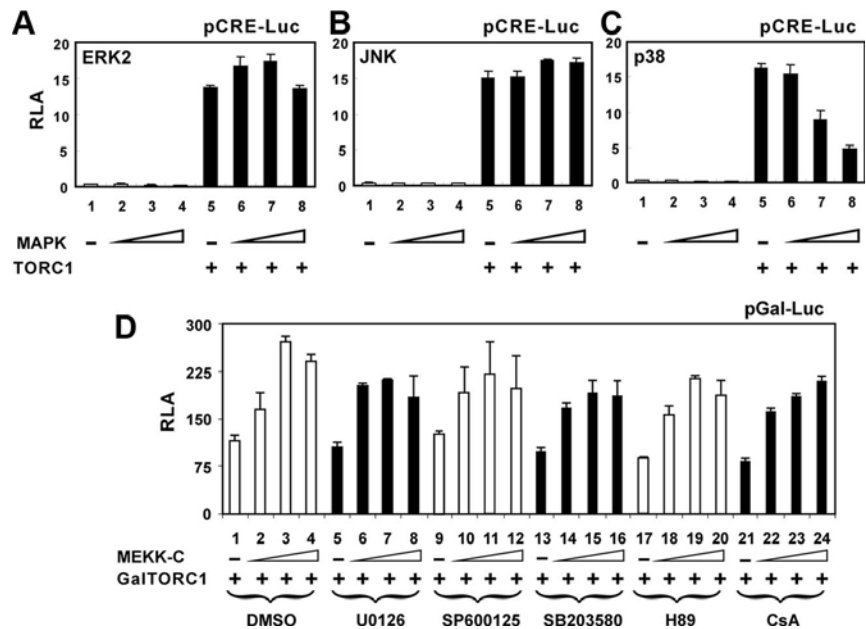 A pCRE-Luc
B pCRE-Luc
C pCRE-Luc
ERK2
JNK
p38
RLA
20
15
10
5
0
20
15
10
5
0
20
15
10
5
0
1 2 3 4 5 6 7 8
1 2 3 4 5 6 7 8
1 2 3 4 5 6 7 8
MAPK – – – – – –
TORC1 + + + + + + + + + + + +
D pGal-Luc
RLA
300
225
150
75
0
1 2 3 4 5 6 7 8 9 10 11 12 13 14 15 16 17 18 19 20 21 22 23 24
MEKK-C – – – – – –
GalTORC1 + + + + + + + + + + + + + + + + + + + + + + + +
DMSO U0126 SP600125 SB203580 H89 CsA